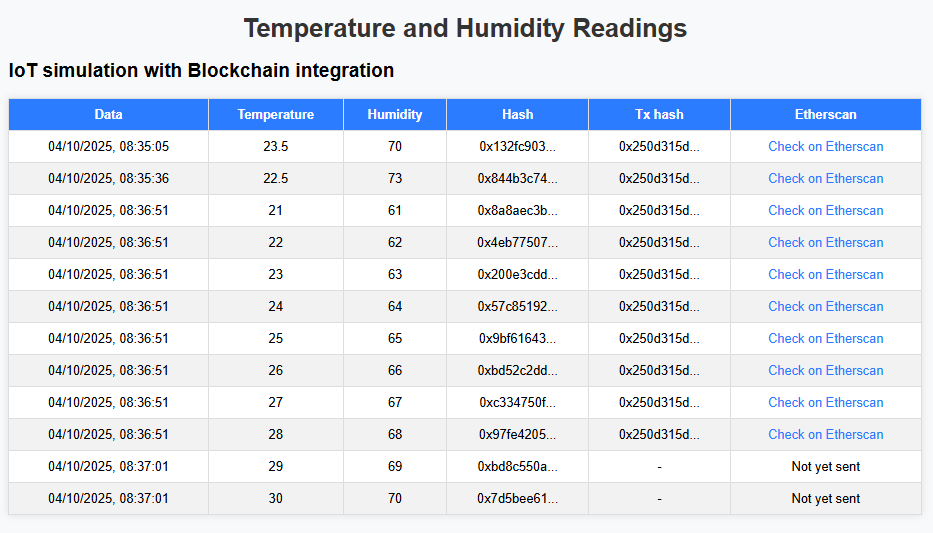 Temperature and Humidity Readings
IoT simulation with Blockchain integration
Data Temperature Humidity Hash Tx hash Etherscan
04/10/2025, 08:35:05 23.5 70 0x132fc903... 0x250d315d... Check on Etherscan
04/10/2025, 08:35:36 22.5 73 0x844b3c74... 0x250d315d... Check on Etherscan
04/10/2025, 08:36:51 21 61 0x8a8aec3b... 0x250d315d... Check on Etherscan
04/10/2025, 08:36:51 22 62 0x4eb77507... 0x250d315d... Check on Etherscan
04/10/2025, 08:36:51 23 63 0x200e3cdd... 0x250d315d... Check on Etherscan
04/10/2025, 08:36:51 24 64 0x57c85192... 0x250d315d... Check on Etherscan
04/10/2025, 08:36:51 25 65 0x9bf61643... 0x250d315d... Check on Etherscan
04/10/2025, 08:36:51 26 66 0xbd52c2dd... 0x250d315d... Check on Etherscan
04/10/2025, 08:36:51 27 67 0xc334750f... 0x250d315d... Check on Etherscan
04/10/2025, 08:36:51 28 68 0x97fe4205... 0x250d315d... Check on Etherscan
04/10/2025, 08:37:01 29 69 0xbd8c550a... - Not yet sent
04/10/2025, 08:37:01 30 70 0x7d5bee61... - Not yet sent